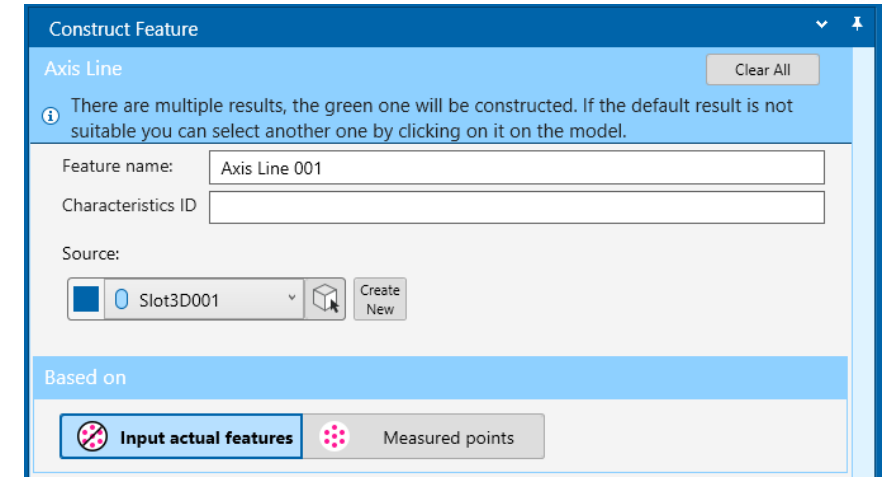 Construct Feature
Axis Line
Clear All
There are multiple results, the green one will be constructed. If the default result is not
suitable you can select another one by clicking on it on the model.
Feature name:
Axis Line 001
Characteristics ID
Source:
Slot3D001
Create
New
Based on
Input actual features
Measured points